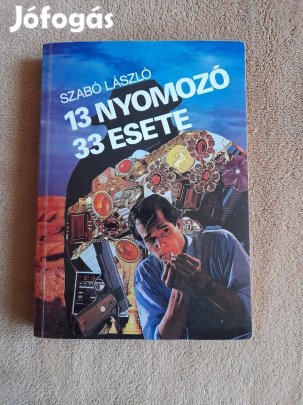 Jófogás
SZABÓ LÁSZLÓ
13 NYOMOZÓ
33 ESETE